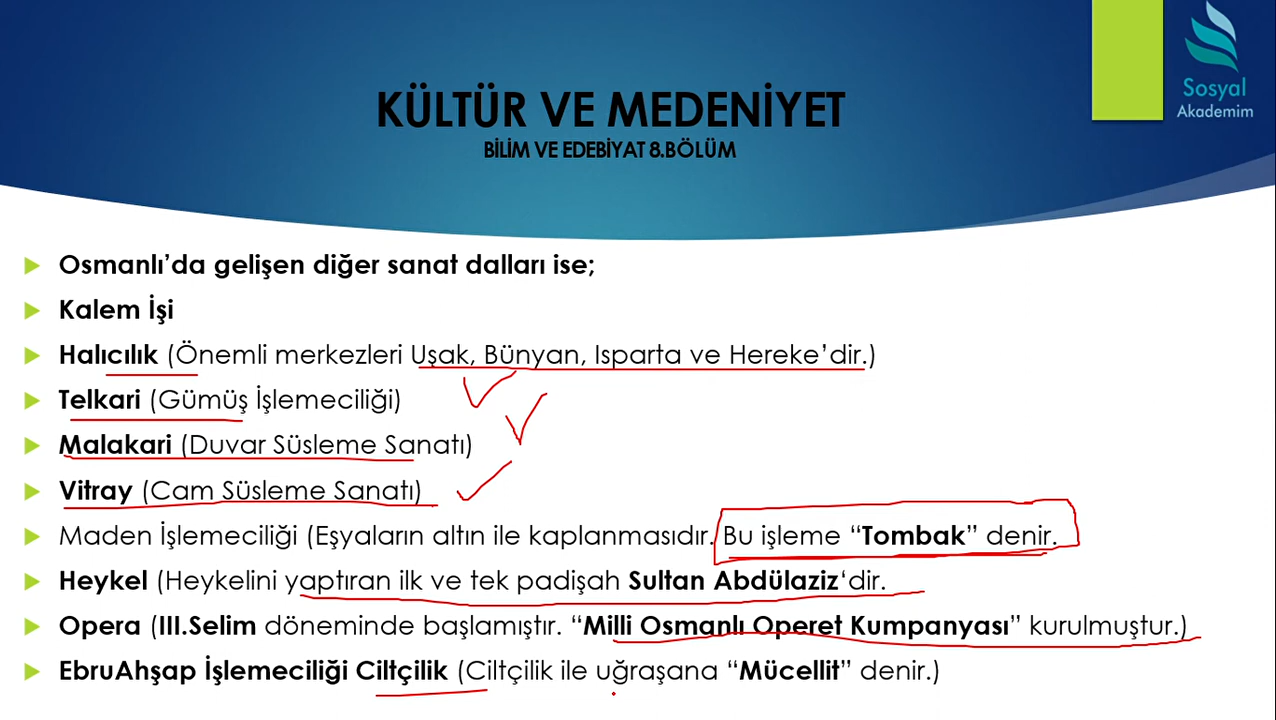 Sosyal
Akademim
KÜLTÜR VE MEDENİYET
BİLİM VE EDEBİYAT 8.BÖLÜM
Osmanlı’da gelişen diğer sanat dalları ise;
Kalem İşi
Halıcılık (Önemli merkezleri Uşak, Bünyan, Isparta ve Hereke’dir.)
Telkari (Gümüş İşlemeciliği)
Malakari (Duvar Süsleme Sanatı)
Vitray (Cam Süsleme Sanatı)
Maden İşlemeciliği (Eşyaların altın ile kaplanmasıdır. Bu işleme “Tombak” denir.
Heykel (Heykelini yaptıran ilk ve tek padişah Sultan Abdülaziz‘dir.
Opera (III.Selim döneminde başlamıştır. “Milli Osmanlı Operet Kumpanyası” kurulmuştur.)
EbruAhşap İşlemeciliği Ciltçilik (Ciltçilik ile uğraşana “Mücellit” denir.)